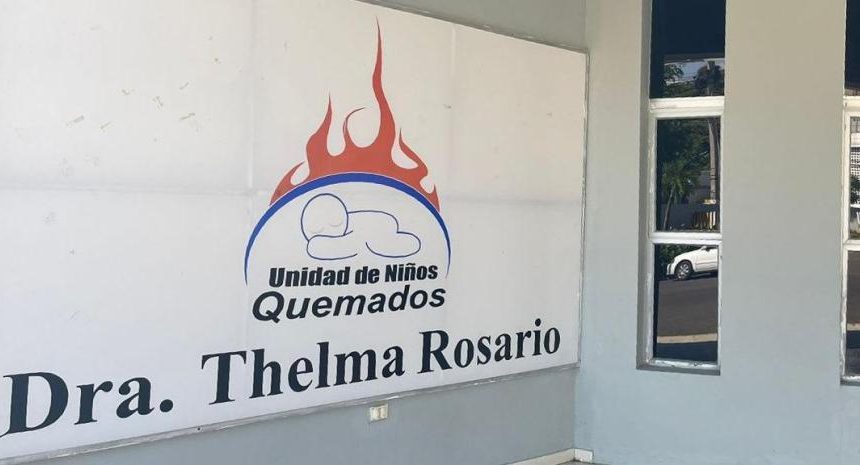 Unidad de Niños
Quemados
Dra. Thelma Rosario